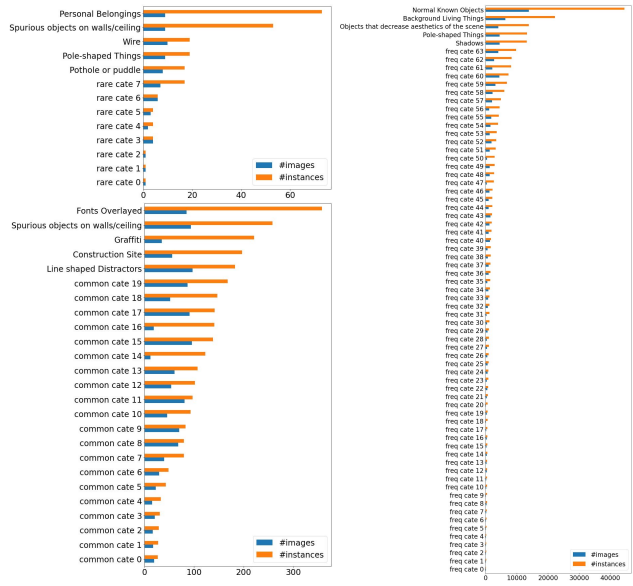 Personal Belongings
Spurious objects on walls/ceiling
Wire
Pole-shaped Things
Pothole or puddle
rare cate 7
rare cate 6
rare cate 5
rare cate 4
rare cate 3
rare cate 2
rare cate 1
rare cate 0
#images
#instances
0 20 40 60
Fonts Overlayed
Spurious objects on walls/ceiling
Graffiti
Construction Site
Line shaped Distractors
common cate 19
common cate 18
common cate 17
common cate 16
common cate 15
common cate 14
common cate 13
common cate 12
common cate 11
common cate 10
common cate 9
common cate 8
common cate 7
common cate 6
common cate 5
common cate 4
common cate 3
common cate 2
common cate 1
common cate 0
#images
#instances
0 100 200 300
Normal Known Objects
Background Living Things
Objects that decrease aesthetics of the scene
Pole-shaped Things
Shadows
freq cate 63
freq cate 62
freq cate 61
freq cate 60
freq cate 59
freq cate 58
freq cate 57
freq cate 56
freq cate 55
freq cate 54
freq cate 53
freq cate 52
freq cate 51
freq cate 50
freq cate 49
freq cate 48
freq cate 47
freq cate 46
freq cate 45
freq cate 44
freq cate 43
freq cate 42
freq cate 41
freq cate 40
freq cate 39
freq cate 38
freq cate 37
freq cate 36
freq cate 35
freq cate 34
freq cate 33
freq cate 32
freq cate 31
freq cate 30
freq cate 29
freq cate 28
freq cate 27
freq cate 26
freq cate 25
freq cate 24
freq cate 23
freq cate 22
freq cate 21
freq cate 20
freq cate 19
freq cate 18
freq cate 17
freq cate 16
freq cate 15
freq cate 14
freq cate 13
freq cate 12
freq cate 11
freq cate 10
freq cate 9
freq cate 8
freq cate 7
freq cate 6
freq cate 5
freq cate 4
freq cate 3
freq cate 2
freq cate 1
freq cate 0
#images
#instances
0 10000 20000 30000 40000